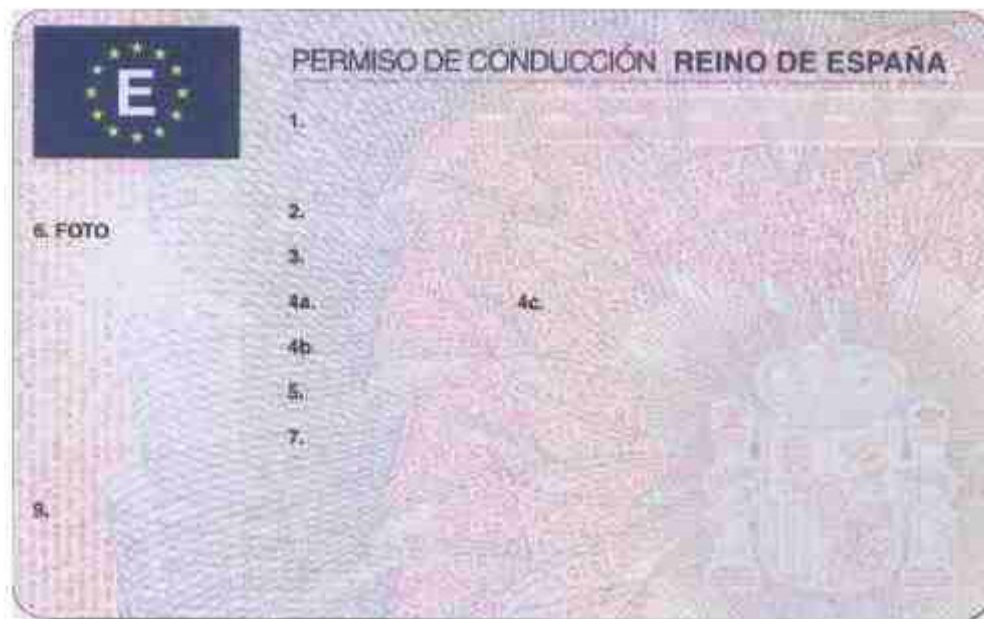 E
PERMISO DE CONDUCCIÓN REINO DE ESPAÑA
1.
2.
6. FOTO
3.
4a. 4c.
4b.
5.
7.
9.